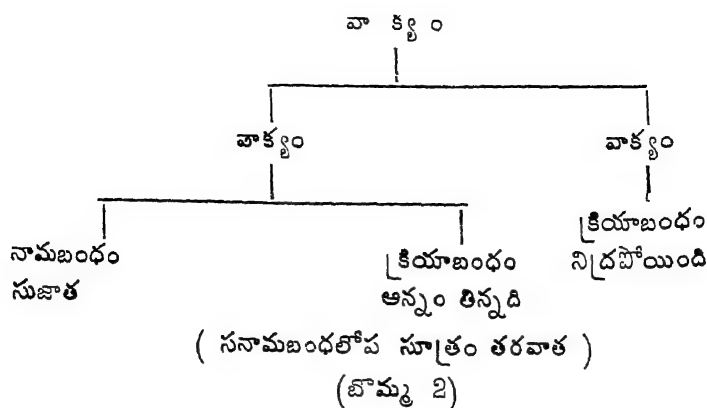 వాక్యం
వాక్యం వాక్యం
నామబంధం క్రియాబంధం క్రియాబంధం
సుజాత అన్నం తిన్నది నిద్రపోయింది
( సనామబంధలోప సూత్రం తరవాత )
(బొమ్మ 2)